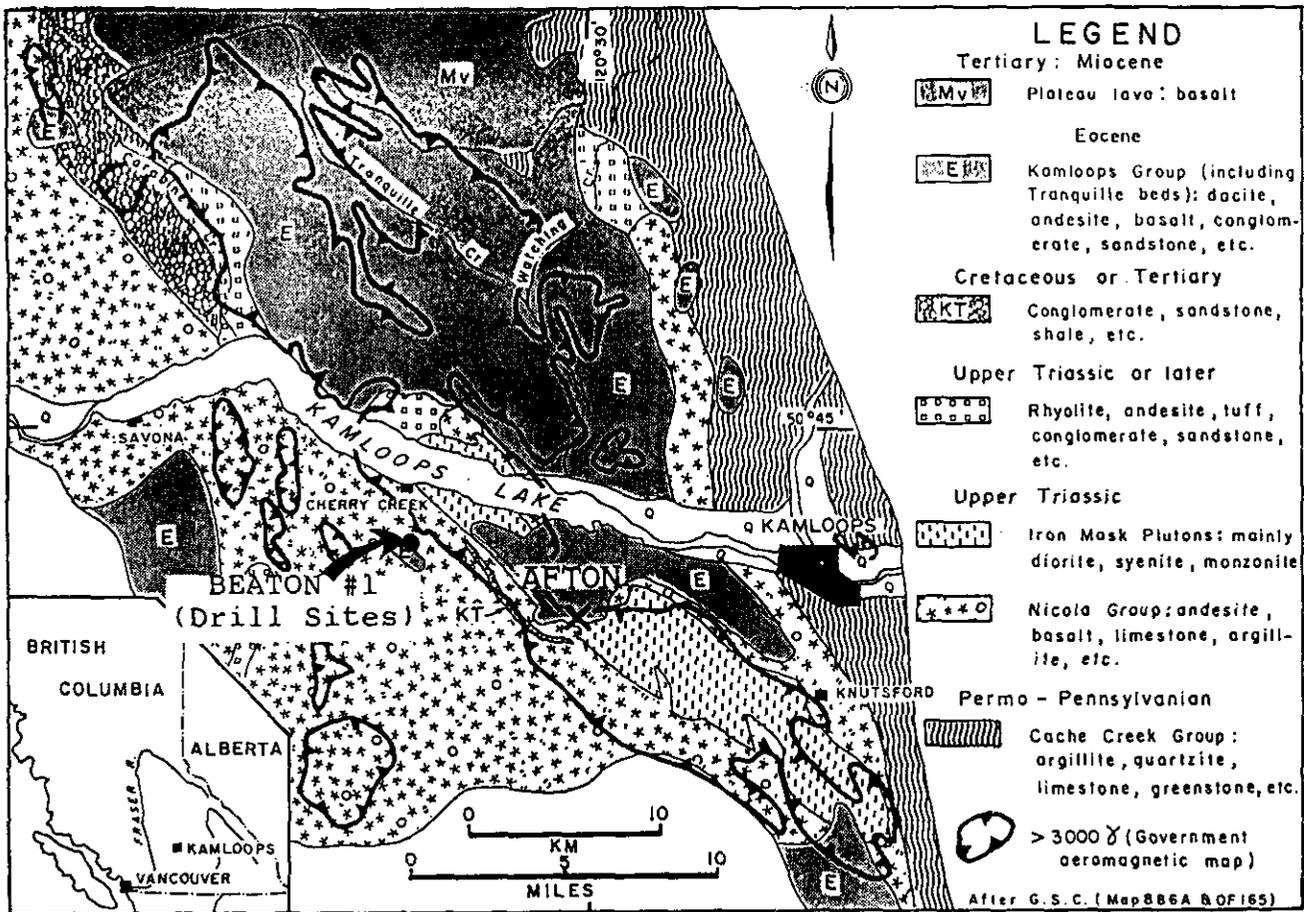 LEGEND
Tertiary: Miocene
Mv
Plateau lava: basalt
Eocene
E
Kamloops Group (including
Tranquille beds): dacite,
andesite, basalt, conglom-
erate, sandstone, etc.
Cretaceous or Tertiary
KT
Conglomerate, sandstone,
shale, etc.
Upper Triassic or later
Rhyolite, andesite, tuff,
conglomerate, sandstone,
etc.
Upper Triassic
Iron Mask Plutons: mainly
diorite, syenite, monzonite
Nicola Group: andesite,
basalt, limestone, argill-
ite, etc.
Permo-Pennsylvanian
Cache Creek Group:
argillite, quartzite,
limestone, greenstone, etc.
> 3000 γ (Government
aeromagnetic map)
After G.S.C. (Map 886A & OF 165)
N
120°30'
Mv
E
Carabine
Tranquille
Cr
Watching
E
E
E
E
E
50°45'
Q
Q
SAVONA
KAMLOOPS LAKE
CHERRY CREEK
Q
Q
KAMLOOPS
Q
E
E
BEATON #1
(Drill Sites)
AFTON
E
KT
KNUTSFORD
E
BRITISH
COLUMBIA
ALBERTA
FRASER R.
KAMLOOPS
VANCOUVER
0 10
KM
0 5 10
MILES